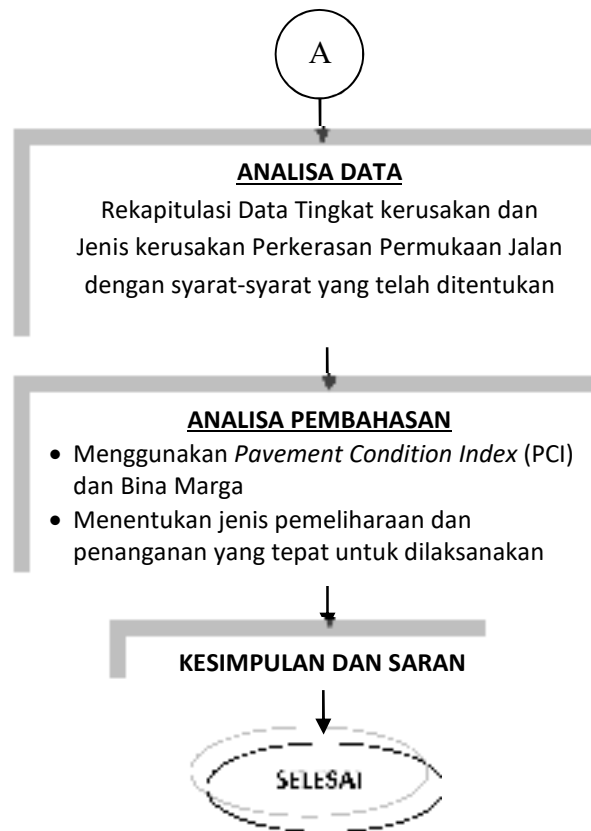 A
ANALISA DATA
Rekapitulasi Data Tingkat kerusakan dan
Jenis kerusakan Perkerasan Permukaan Jalan
dengan syarat-syarat yang telah ditentukan
ANALISA PEMBAHASAN
• Menggunakan Pavement Condition Index (PCI)
dan Bina Marga
• Menentukan jenis pemeliharaan dan
penanganan yang tepat untuk dilaksanakan
KESIMPULAN DAN SARAN
SELESAI